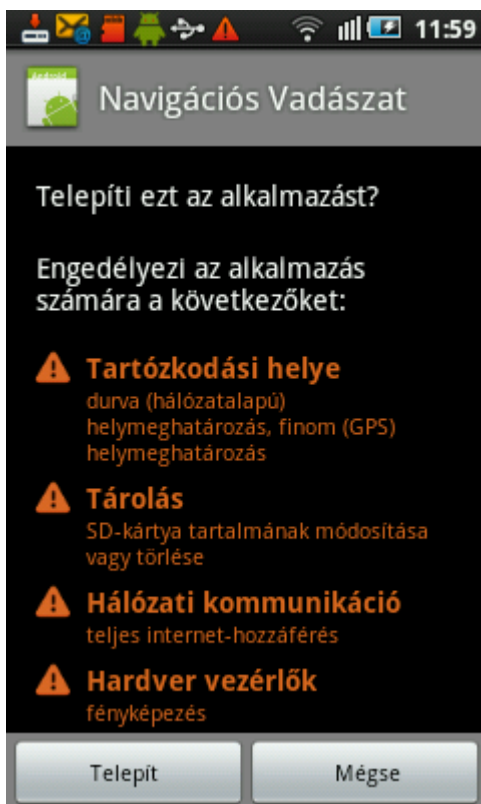 11:59
Android
Navigációs Vadászat
Telepíti ezt az alkalmazást?
Engedélyezi az alkalmazás
számára a következőket:
Tartózkodási helye
durva (hálózatalapú)
helymeghatározás, finom (GPS)
helymeghatározás
Tárolás
SD-kártya tartalmának módosítása
vagy törlése
Hálózati kommunikáció
teljes internet-hozzáférés
Hardver vezérlők
fényképezés
Telepít
Mégse